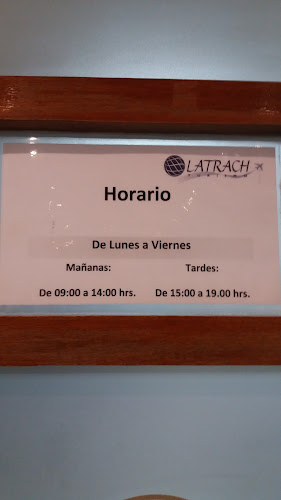 LATRACH
turismo
Horario
De Lunes a Viernes
Mañanas: Tardes:
De 09:00 a 14:00 hrs. De 15:00 a 19.00 hrs.